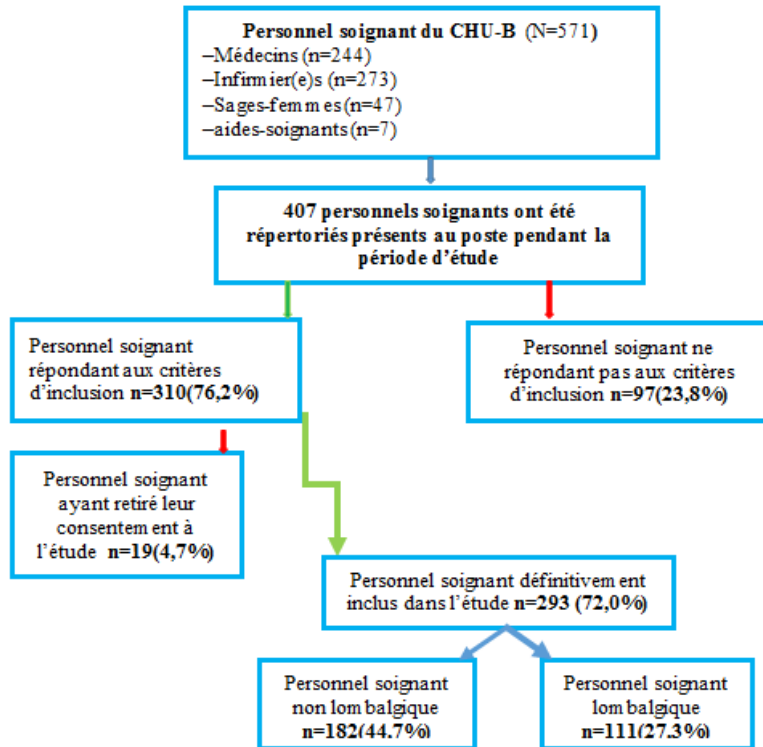 Personnel soignant du CHU-B (N=571)
–Médecins (n=244)
–Infirmier(e)s (n=273)
–Sages-femmes (n=47)
–aides-soignants (n=7)
407 personnels soignants ont été
répertoriés présents au poste pendant la
période d'étude
Personnel soignant
répondant aux critères
d'inclusion n=310(76,2%)
Personnel soignant ne
répondant pas aux critères
d'inclusion n=97(23,8%)
Personnel soignant
ayant retiré leur
consentement à
l'étude n=19(4,7%)
Personnel soignant définitivement
inclus dans l'étude n=293 (72,0%)
Personnel soignant
non lombalgique
n=182(44.7%)
Personnel soignant
lombalgique
n=111(27.3%)